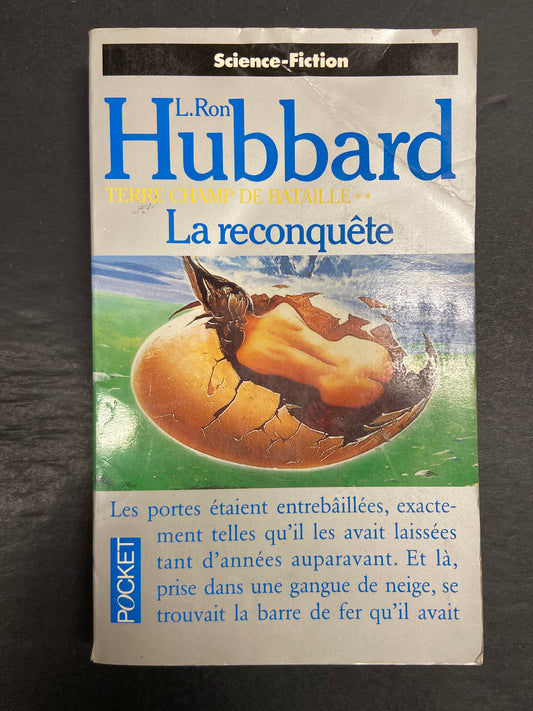 Science-Fiction
L.Ron
Hubbard
TERRE CHAMP DE BATAILLE**
La reconquête
Les portes étaient entrebâillées, exacte-
ment telles qu'il les avait laissées
tant d'années auparavant. Et là,
prise dans une gangue de neige, se
trouvait la barre de fer qu'il avait
POCKET